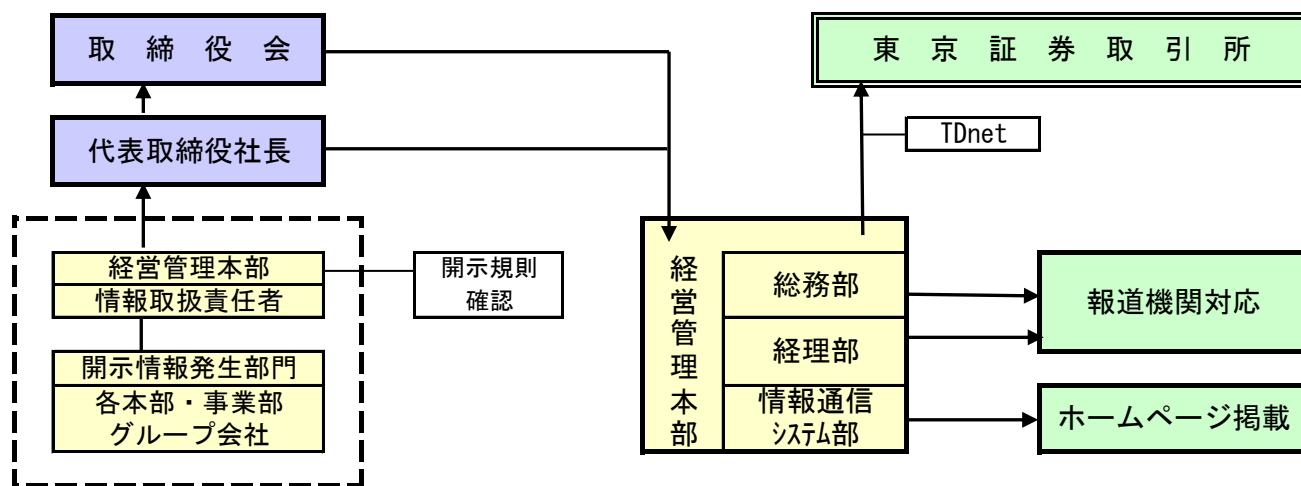 取締役会
代表取締役社長
経営管理本部
情報取扱責任者
開示規則
確認
開示情報発生部門
各本部・事業部
グループ会社
東京証券取引所
TDnet
経営管理本部
総務部
経理部
情報通信
ｼｽﾃﾑ部
報道機関対応
ホームページ掲載